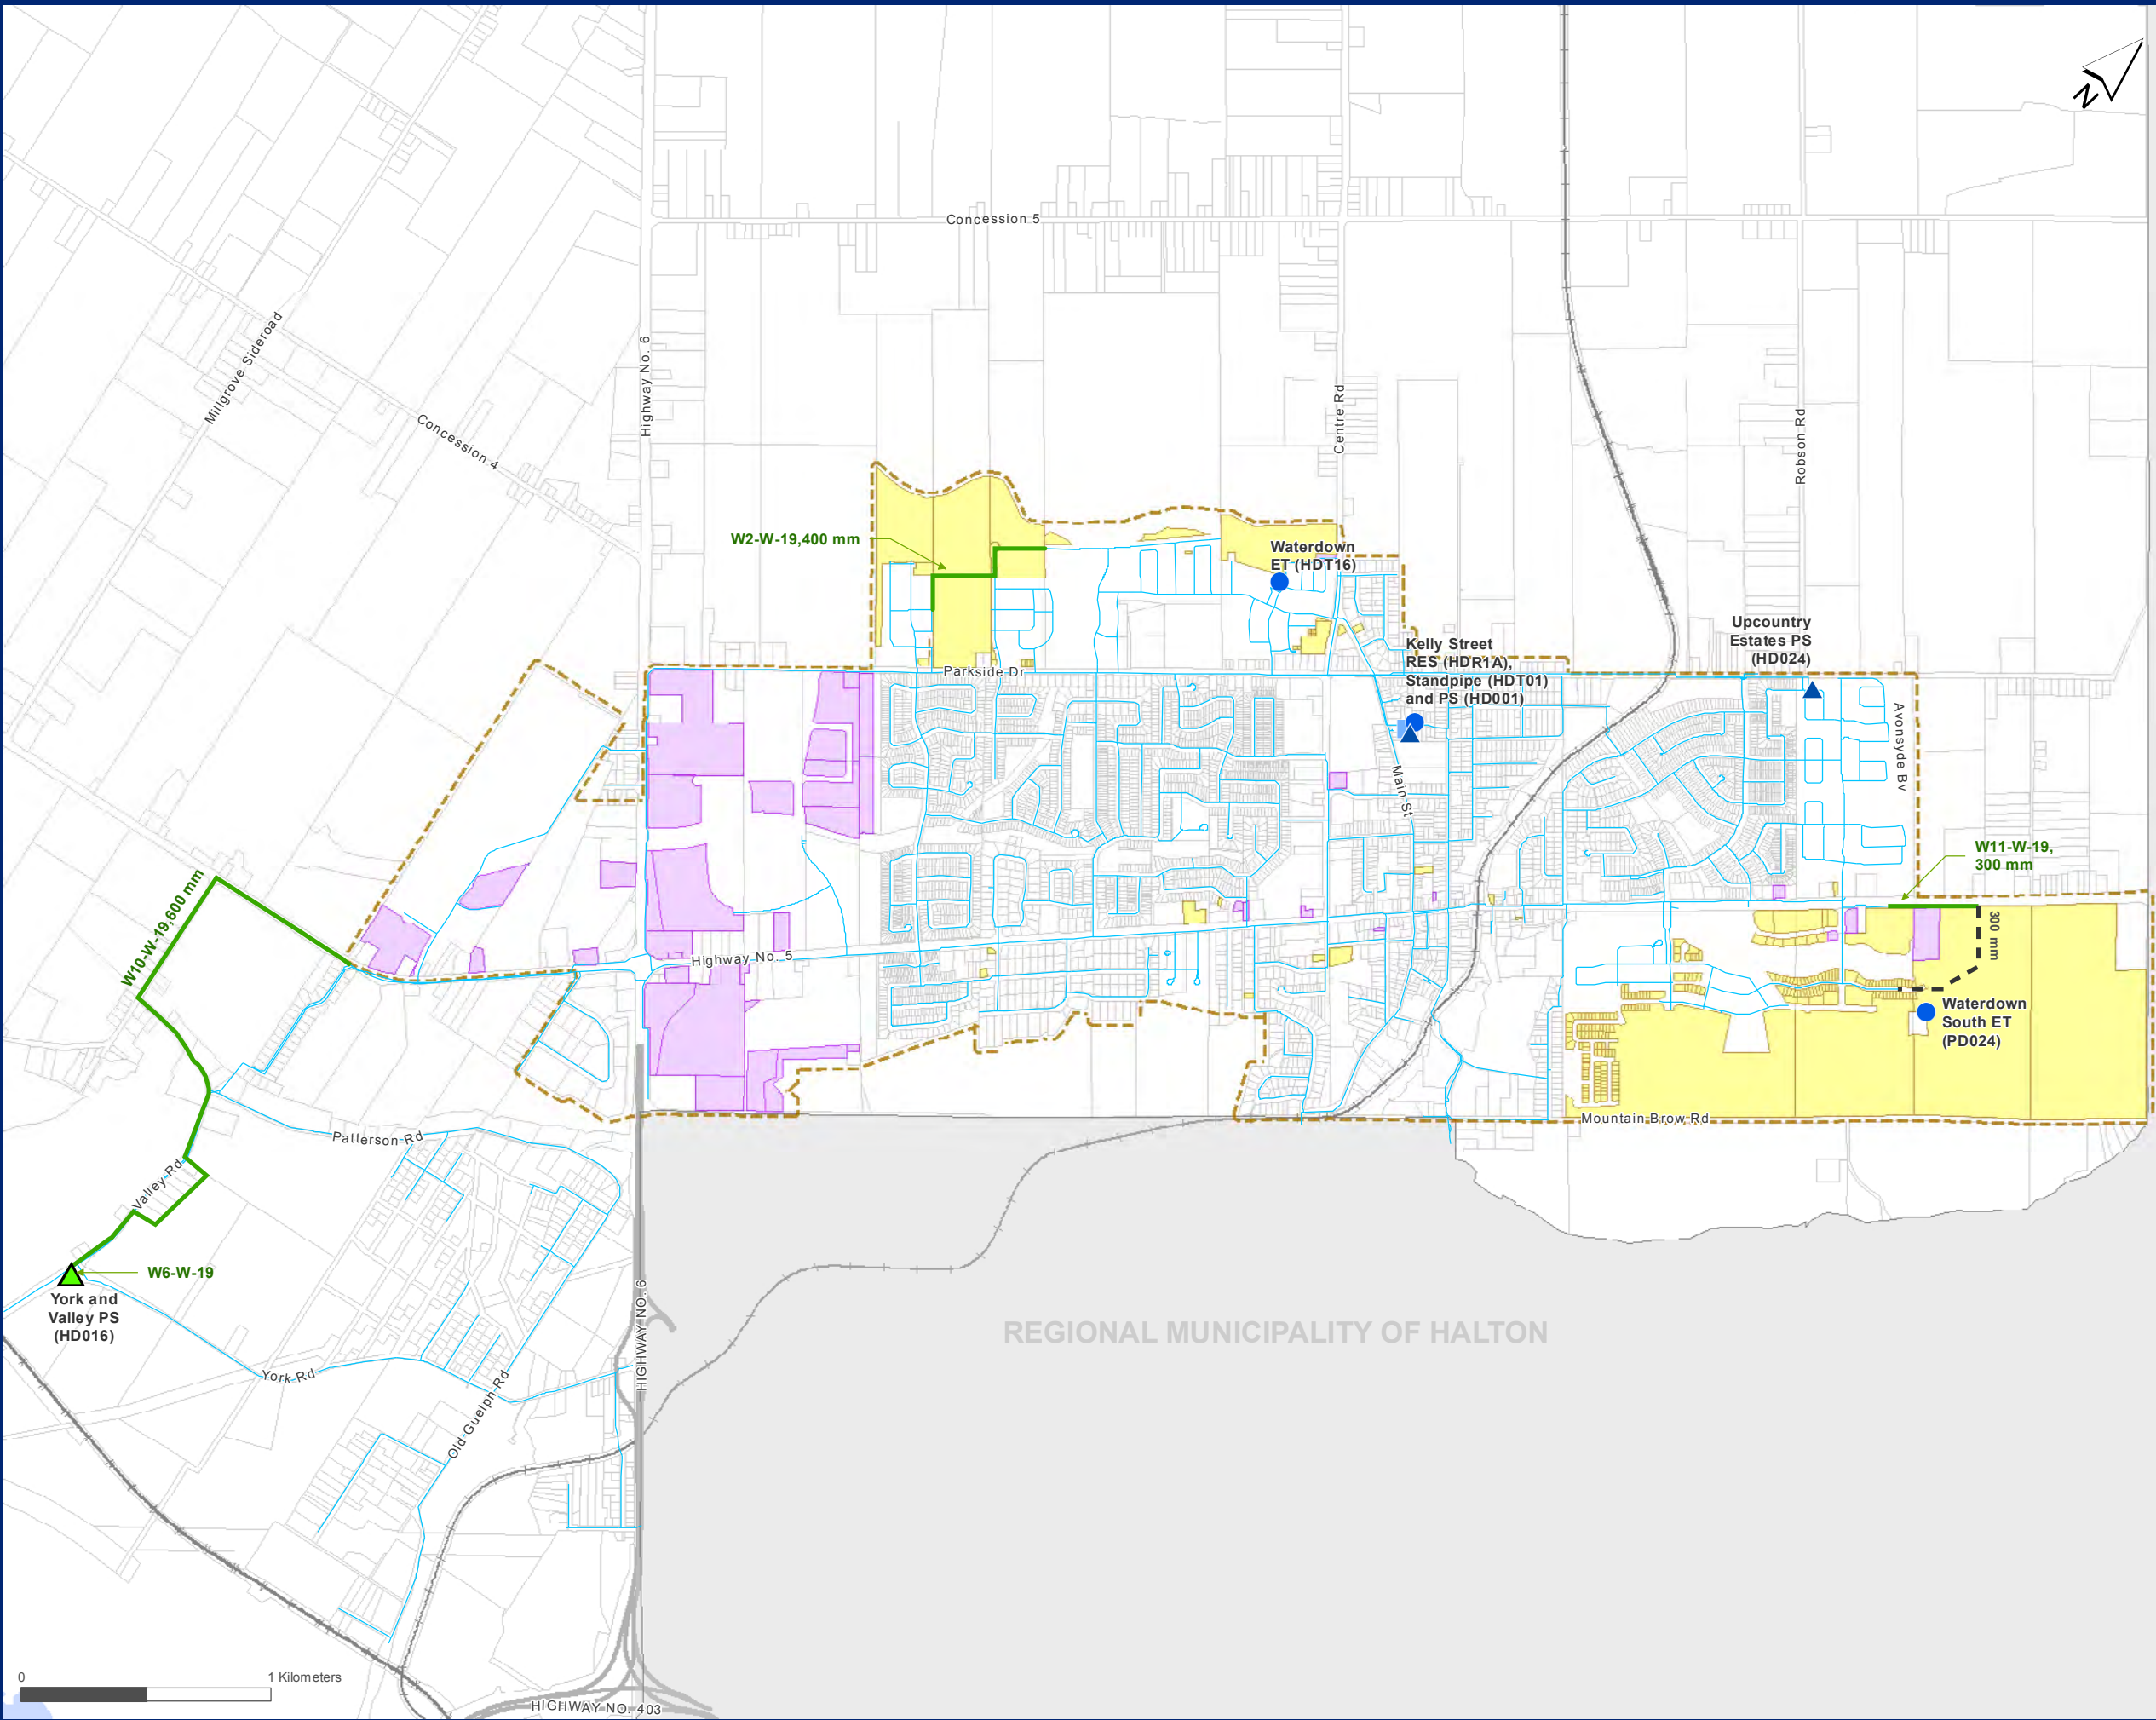 N
Concession 5
Millgrove Sideroad
Highway No. 6
Centre Rd
Robson Rd
Concession 4
W2-W-19,400 mm
Waterdown
ET (HDT16)
Upcountry
Estates PS
(HD024)
Kelly Street
RES (HDR1A),
Standpipe (HDT01)
and PS (HD001)
Parkside Dr
Avonsyde Bv
Main St
W11-W-19,
300 mm
W10-W-19,600 mm
300 mm
Highway No. 5
Waterdown
South ET
(PD024)
Mountain Brow Rd
Patterson Rd
Valley Rd
W6-W-19
York and
Valley PS
(HD016)
HIGHWAY NO. 6
REGIONAL MUNICIPALITY OF HALTON
York Rd
Old Guelph Rd
0
1 Kilometers
HIGHWAY NO. 403